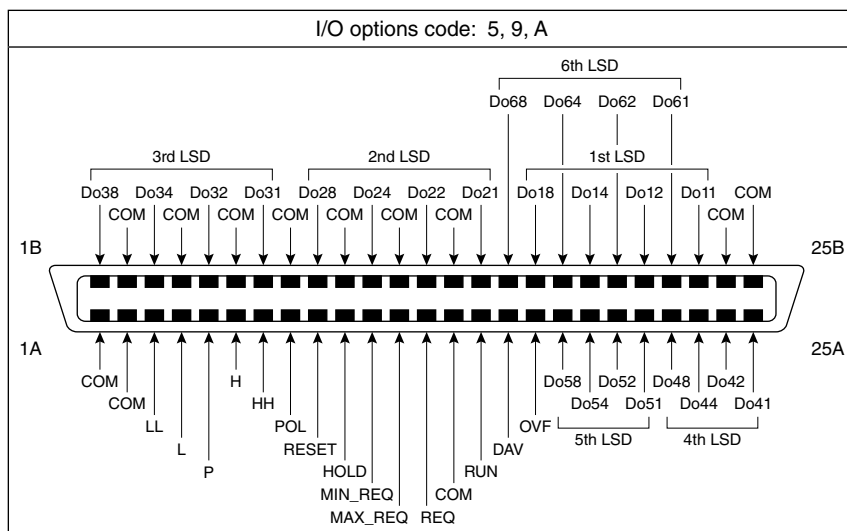 I/O options code: 5, 9, A
6th LSD
Do68 Do64 Do62 Do61
3rd LSD 2nd LSD 1st LSD
Do38 Do34 Do32 Do31 Do28 Do24 Do22 Do21 Do18 Do14 Do12 Do11 COM
COM COM COM COM COM COM COM COM
1B 25B
1A 25A
COM H Do58 Do52 Do48 Do42
COM HH Do54 Do51 Do44 Do41
LL POL OVF
L RESET DAV 5th LSD 4th LSD
P HOLD RUN
MIN_REQ COM
MAX_REQ REQ